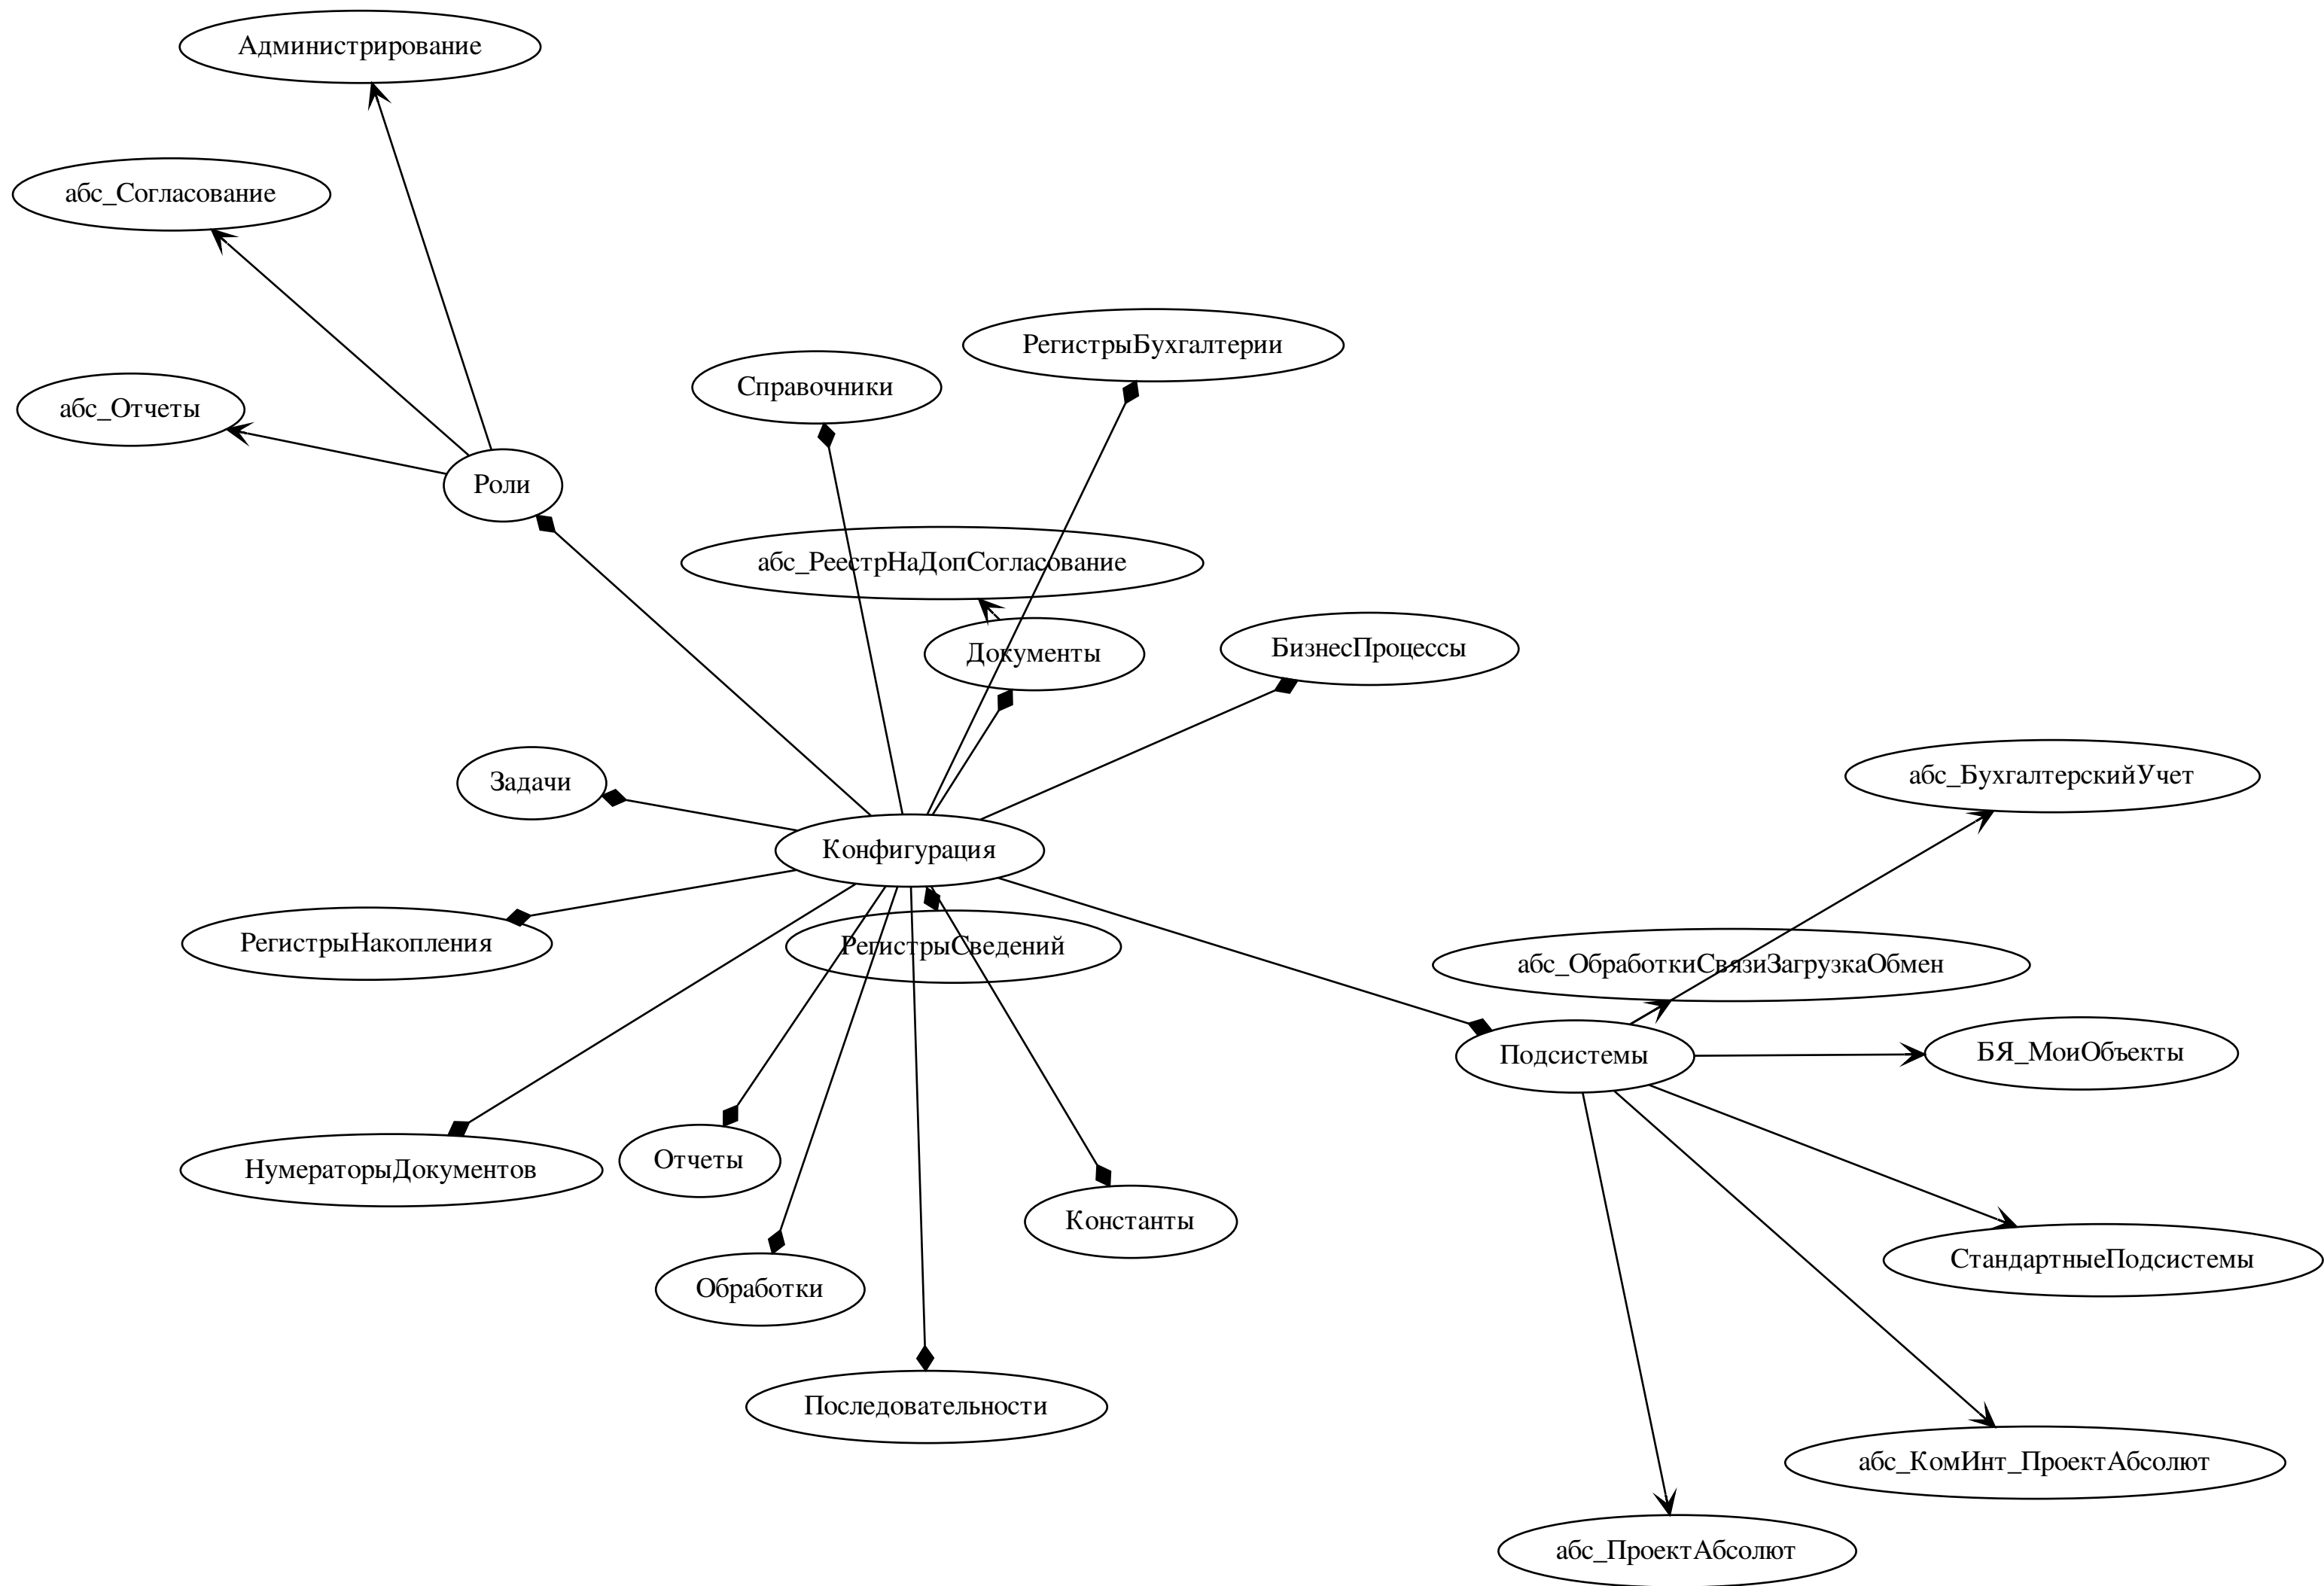 Администрирование
абс_Согласование
РегистрыБухгалтерии
Справочники
абс_Отчеты
Роли
абс_РеестрНаДопСогласование
БизнесПроцессы
Документы
абс_БухгалтерскийУчет
Задачи
Конфигурация
РегистрыНакопления
РегистрыСведений
абс_ОбработкиСвязиЗагрузкаОбмен
БЯ_МоиОбъекты
Подсистемы
Отчеты
НумераторыДокументов
Константы
СтандартныеПодсистемы
Обработки
Последовательности
абс_КомИнт_ПроектАбсолют
абс_ПроектАбсолют